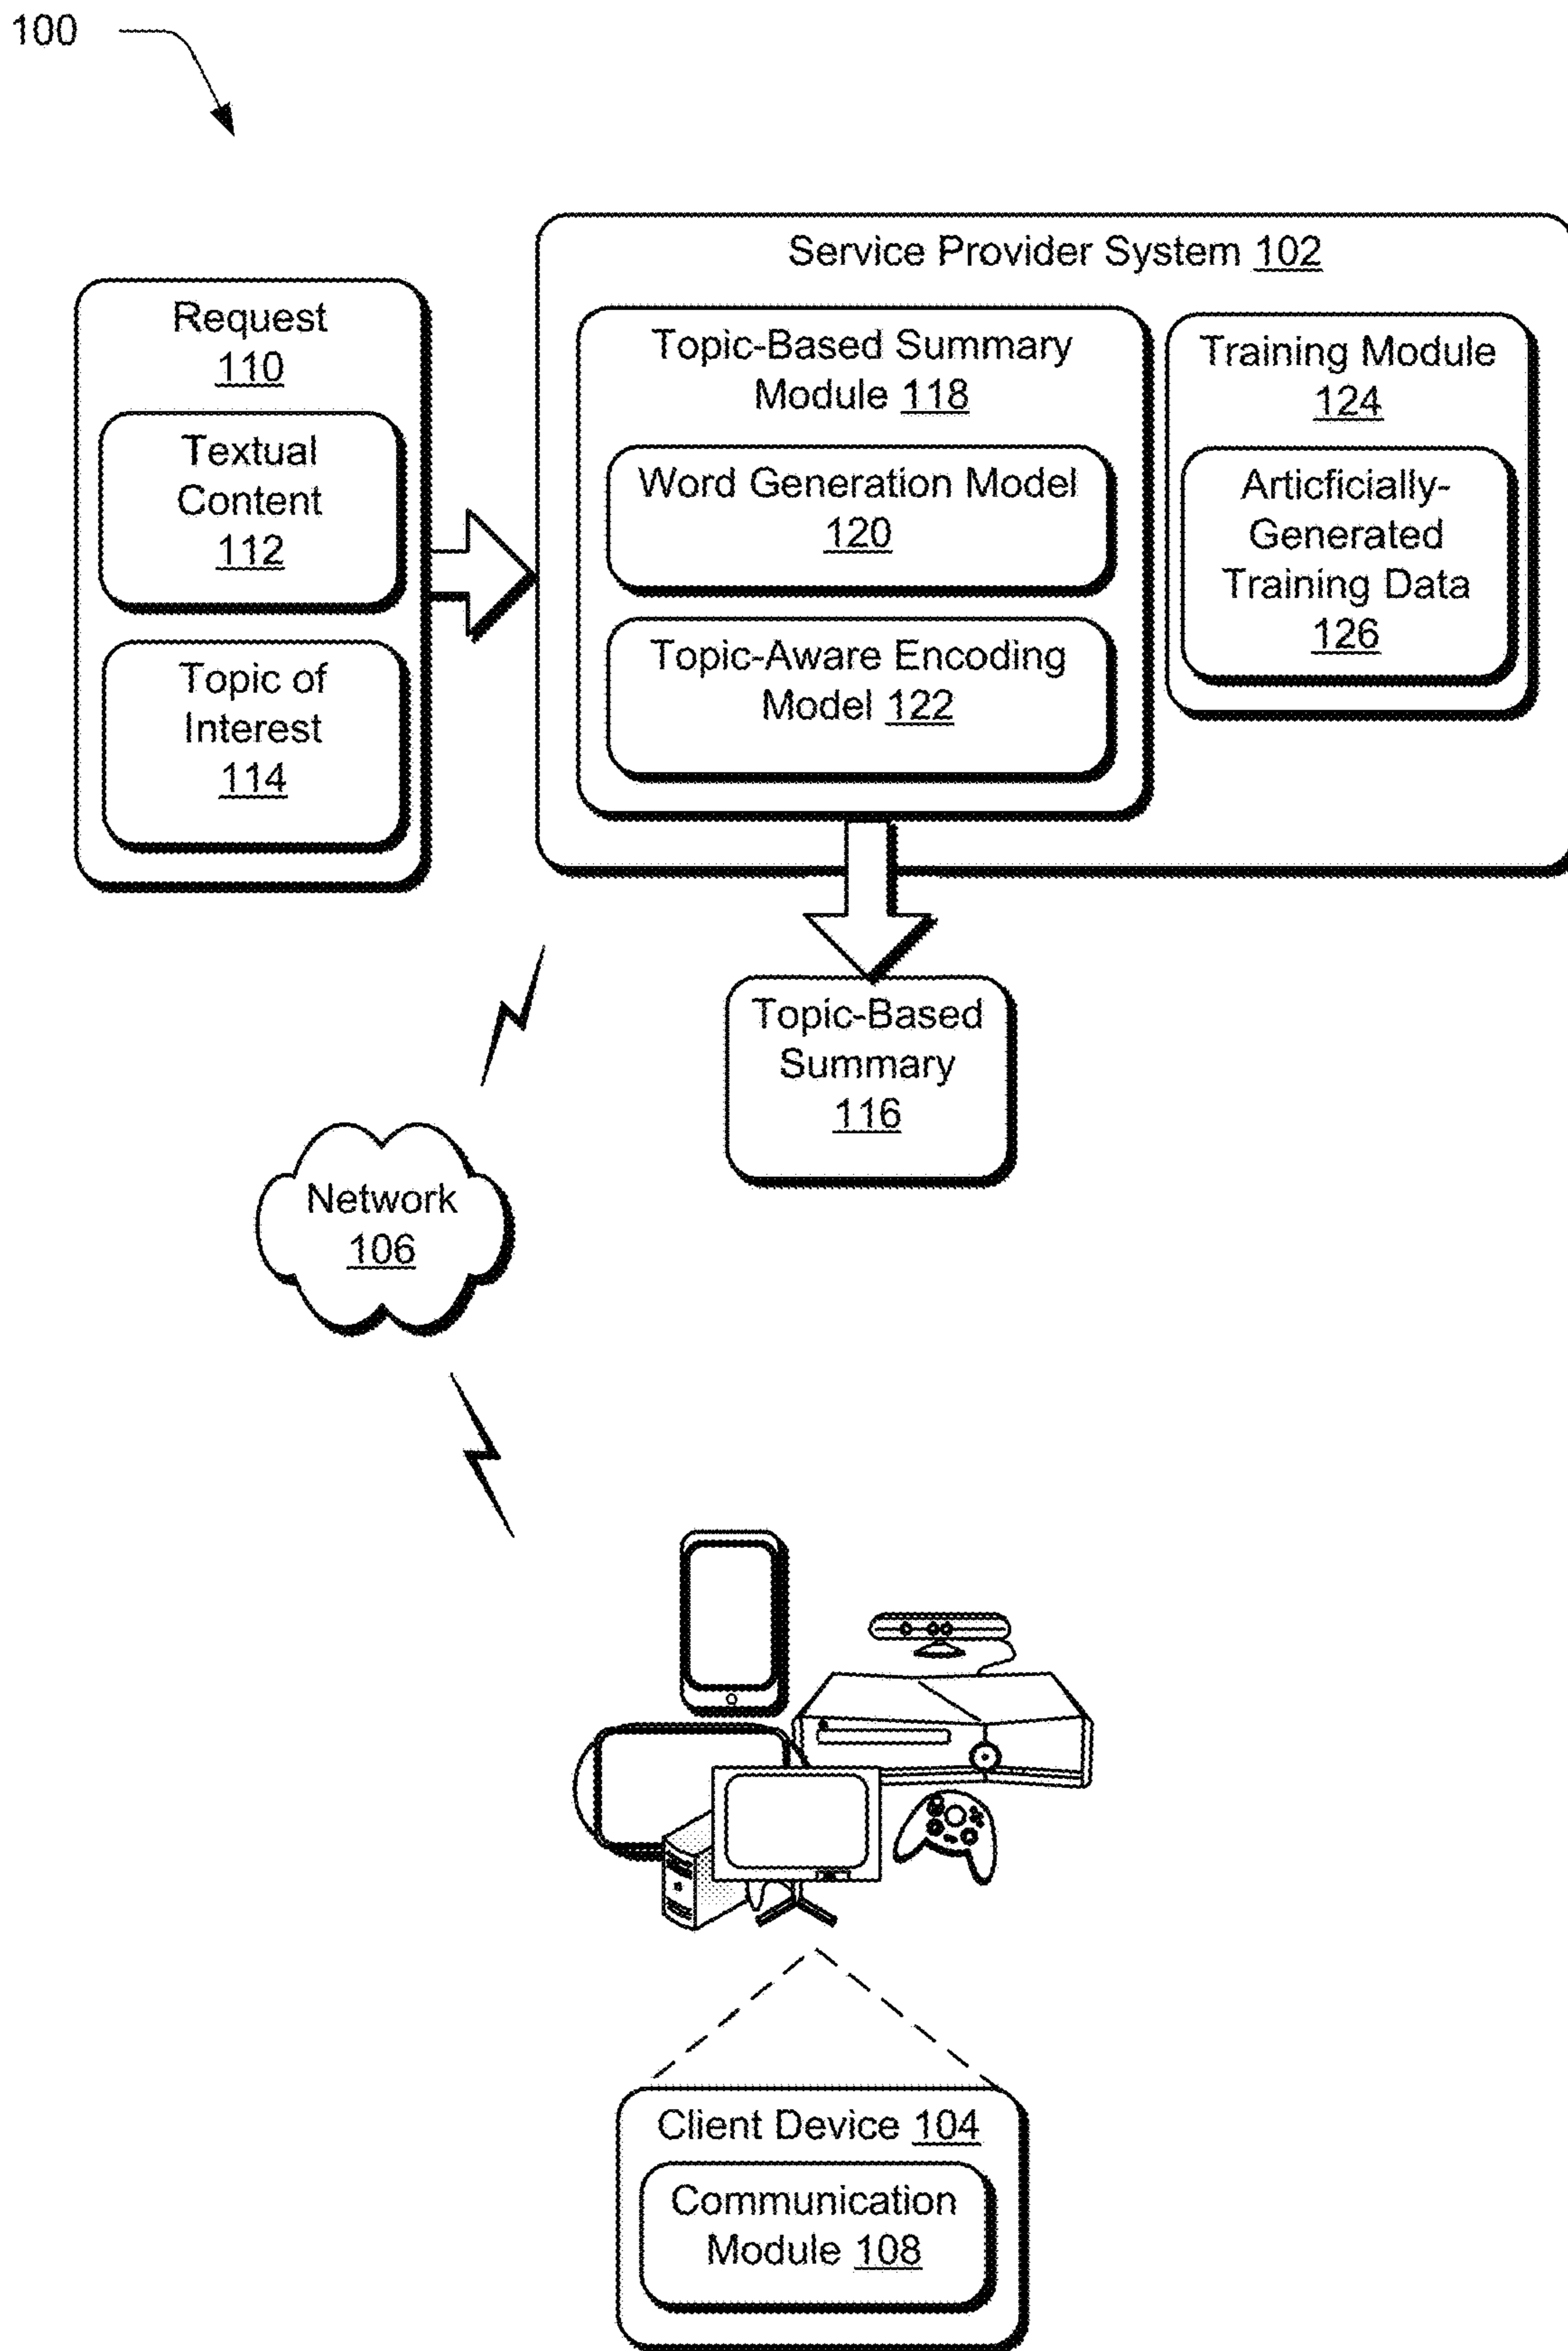 100
Service Provider System 102
Request
110
Textual
Content
112
Topic of
Interest
114
Topic-Based Summary
Module 118
Word Generation Model
120
Topic-Aware Encoding
Model 122
Training Module
124
Articficially-
Generated
Training Data
126
Topic-Based
Summary
116
Network
106
Client Device 104
Communication
Module 108